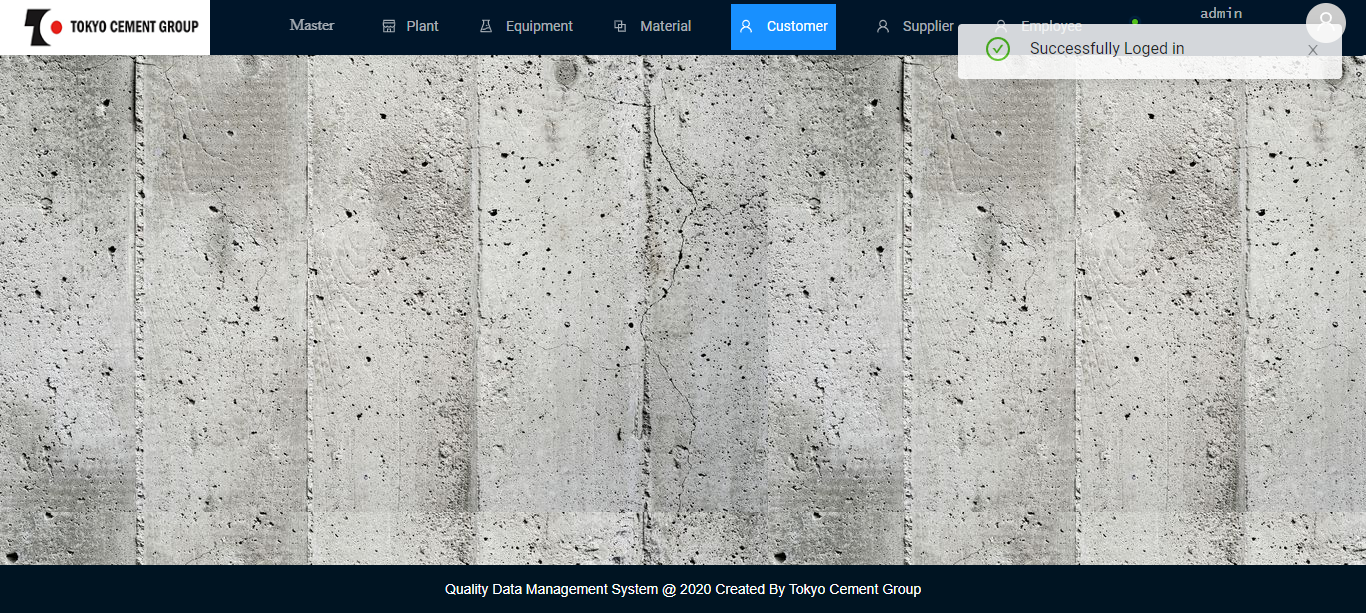 TOKYO CEMENT GROUP
Master Plant Equipment Material Customer Supplier Employee admin
Successfully Loged in
Quality Data Management System @ 2020 Created By Tokyo Cement Group